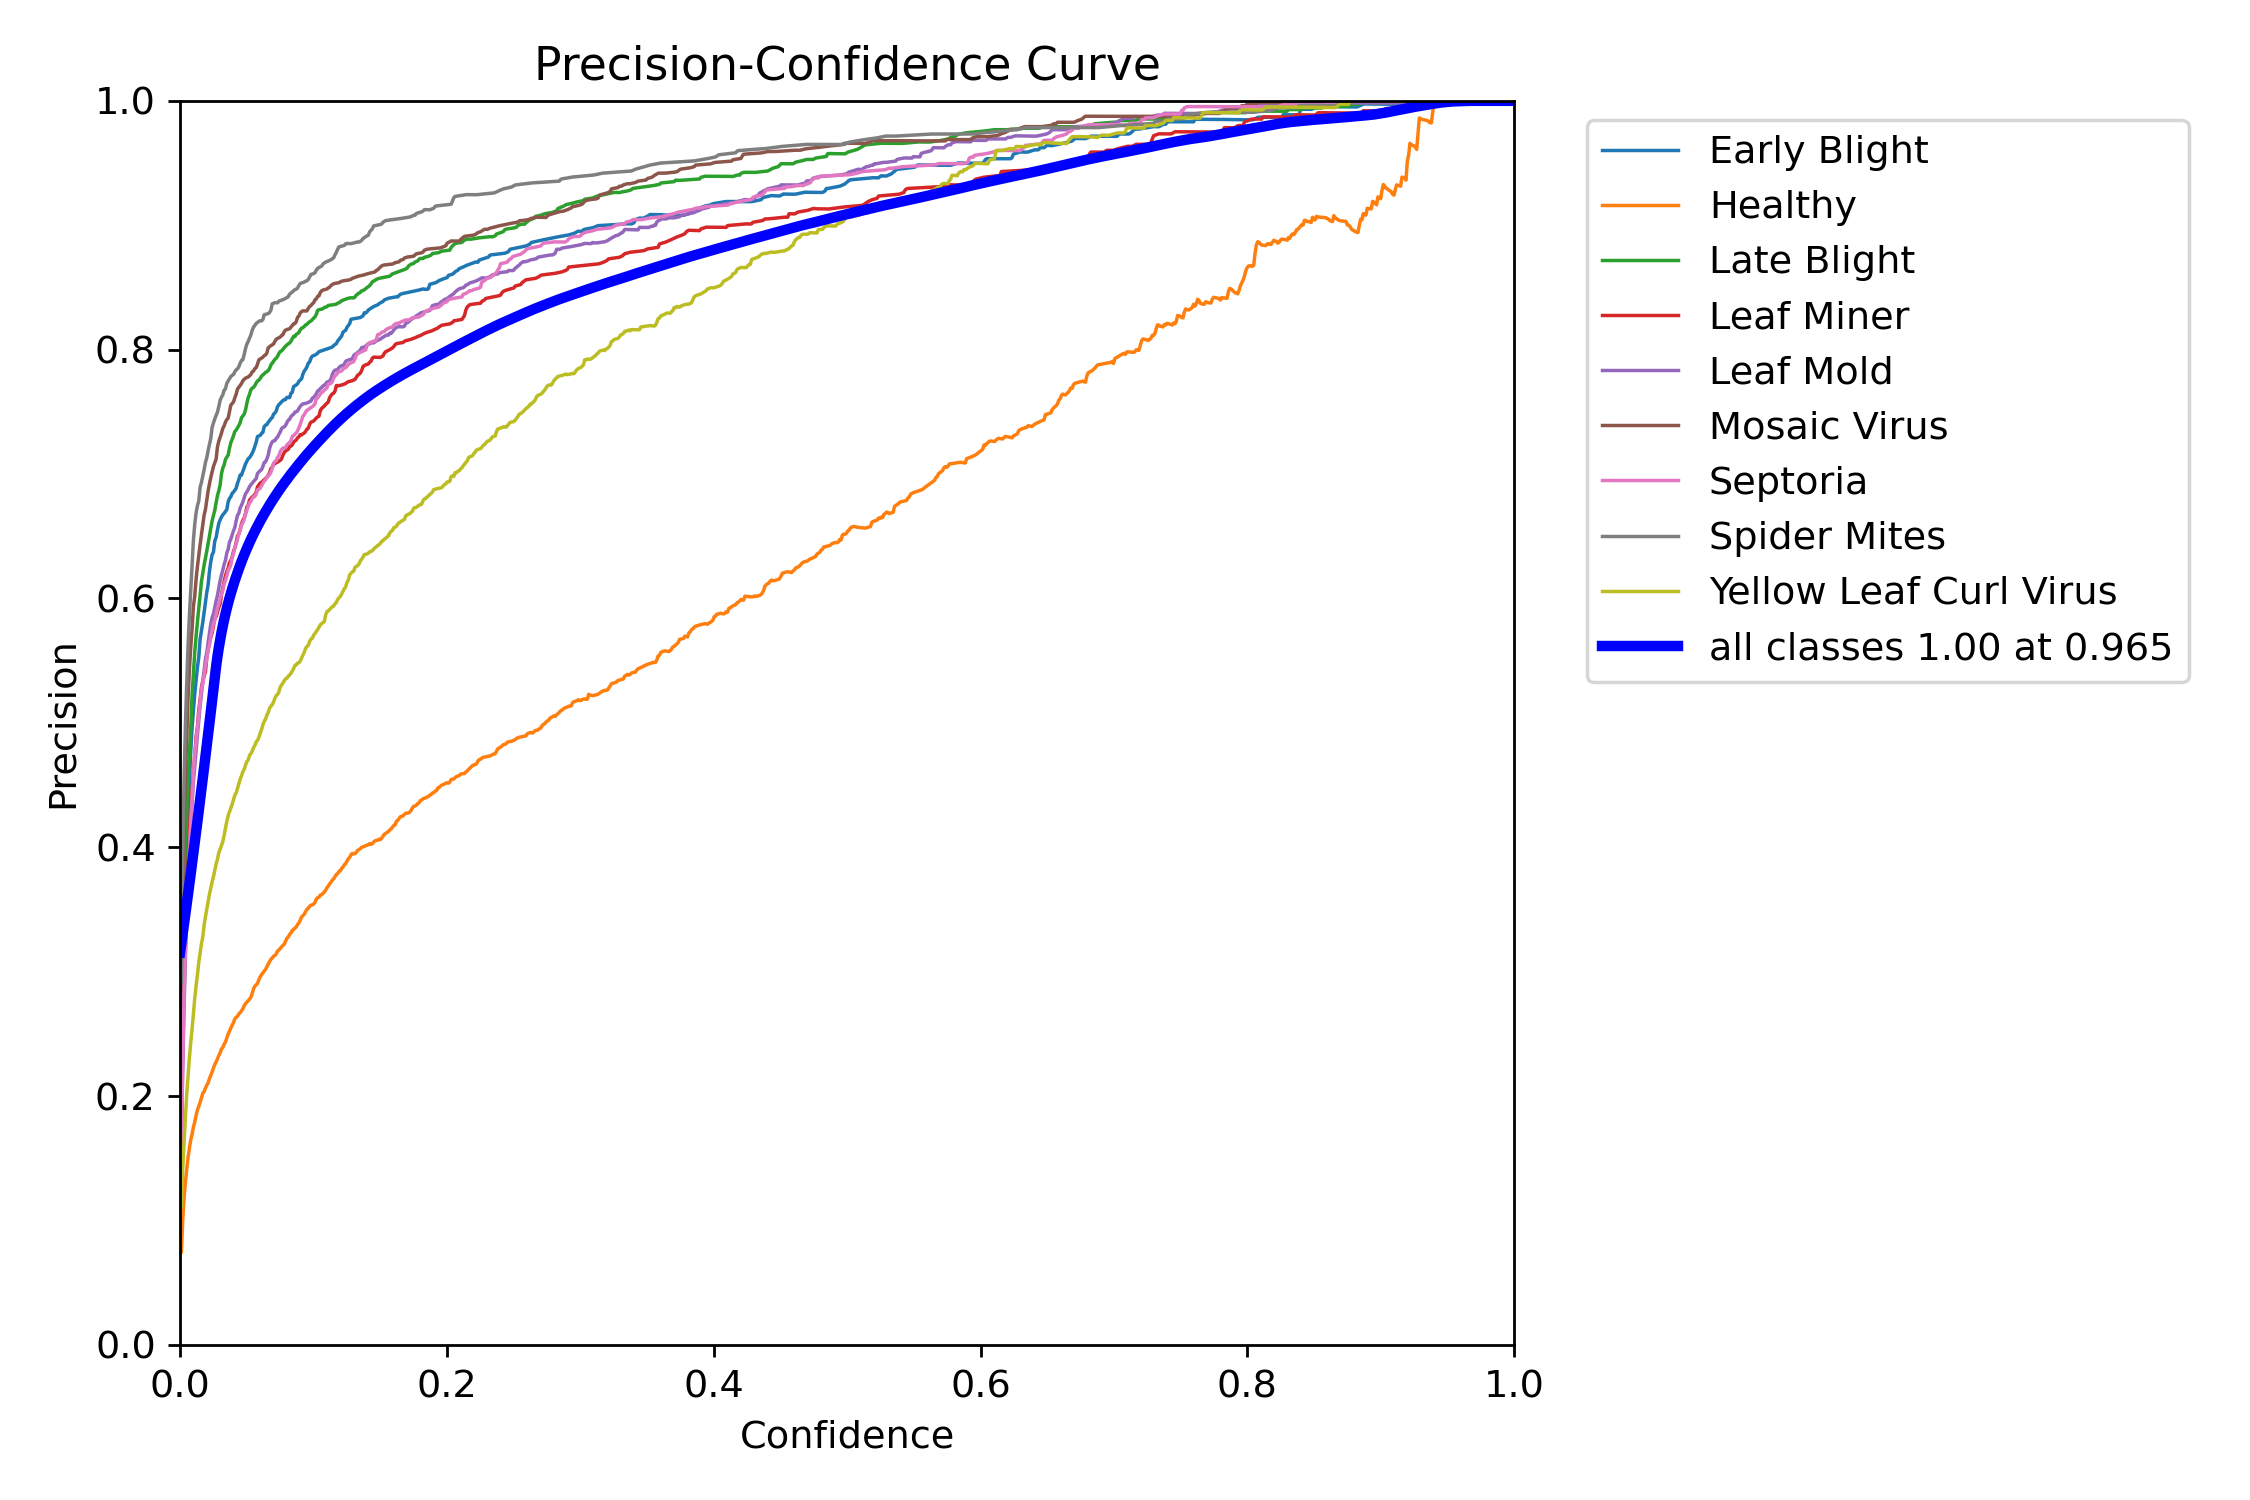 Precision-Confidence Curve
1.0
0.8
0.6
0.4
0.2
0.0
Precision
0.0 0.2 0.4 0.6 0.8 1.0
Confidence
Early Blight
Healthy
Late Blight
Leaf Miner
Leaf Mold
Mosaic Virus
Septoria
Spider Mites
Yellow Leaf Curl Virus
all classes 1.00 at 0.965